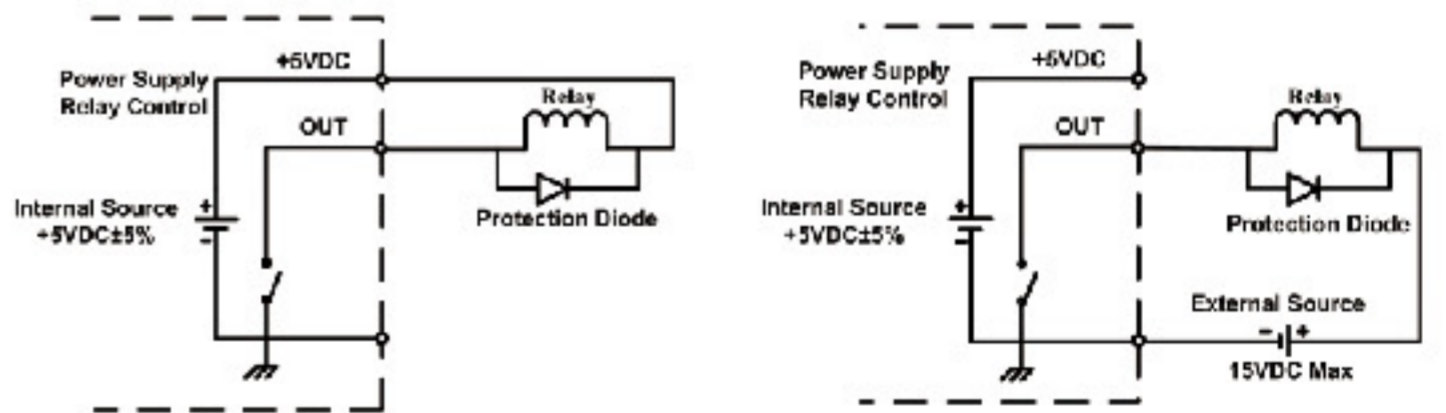 +5VDC
Power Supply
Relay Control
Relay
OUT
Internal Source
+5VDC±5%
+
-
Protection Diode
+5VDC
Power Supply
Relay Control
Relay
OUT
Internal Source
+5VDC±5%
+
-
Protection Diode
External Source
- +
15VDC Max